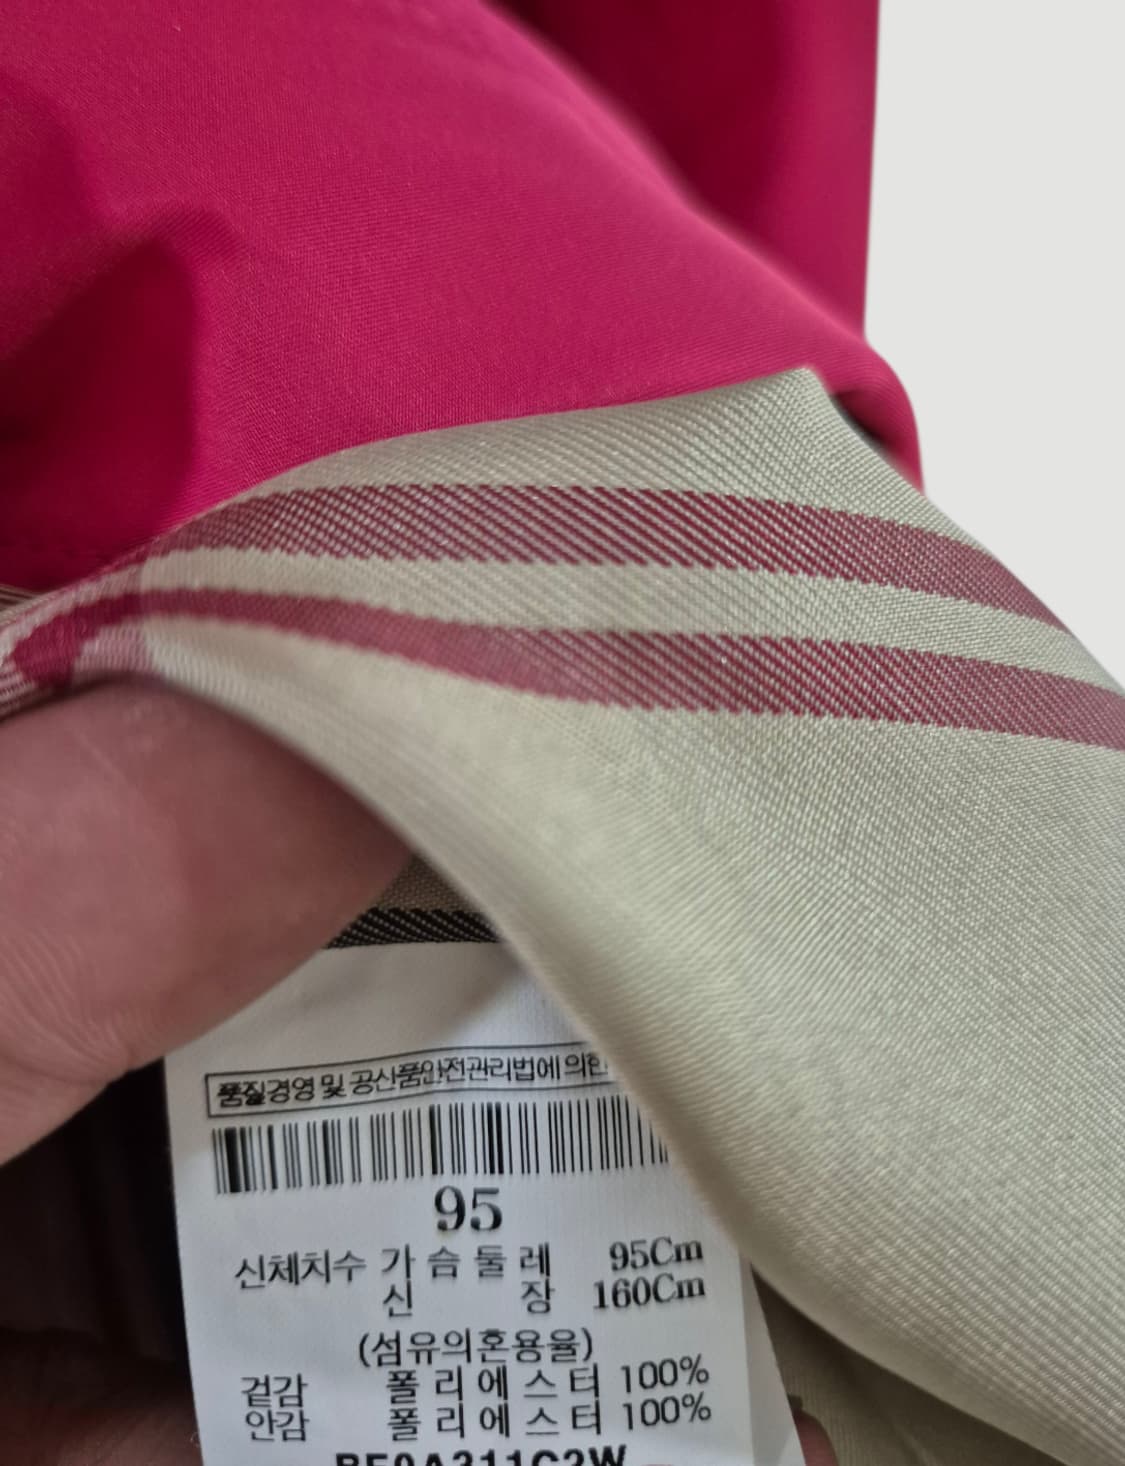 품질경영 및 공산품안전관리법에 의한
95
신체치수 가슴둘레 95Cm
신장 160Cm
(섬유의혼용율)
겉감 폴리에스터 100%
안감 폴리에스터 100%